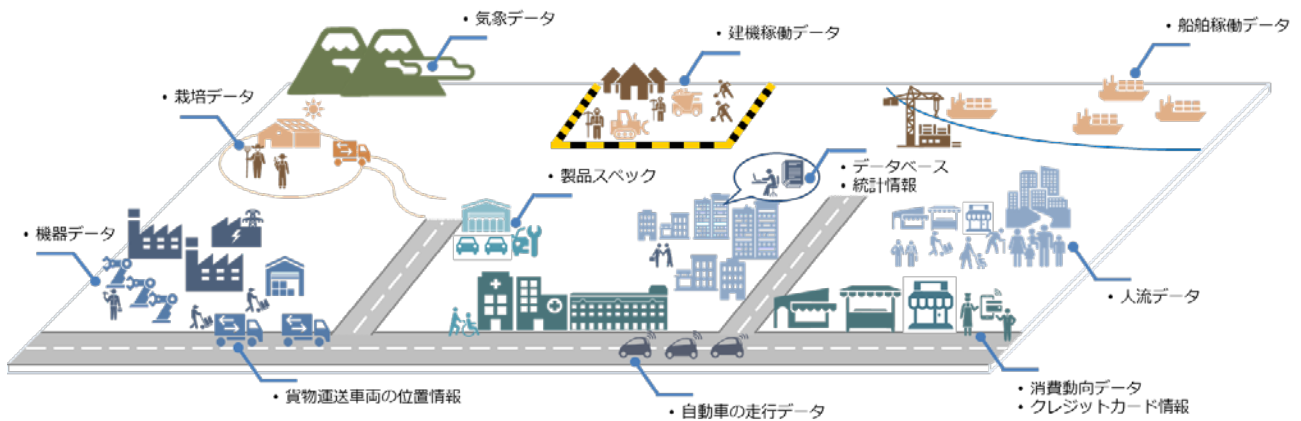 ・気象データ
・建機稼働データ
・船舶稼働データ
・栽培データ
・製品スペック
・データベース
・統計情報
・機器データ
・人流データ
・貨物運送車両の位置情報
・自動車の走行データ
・消費動向データ
・クレジットカード情報